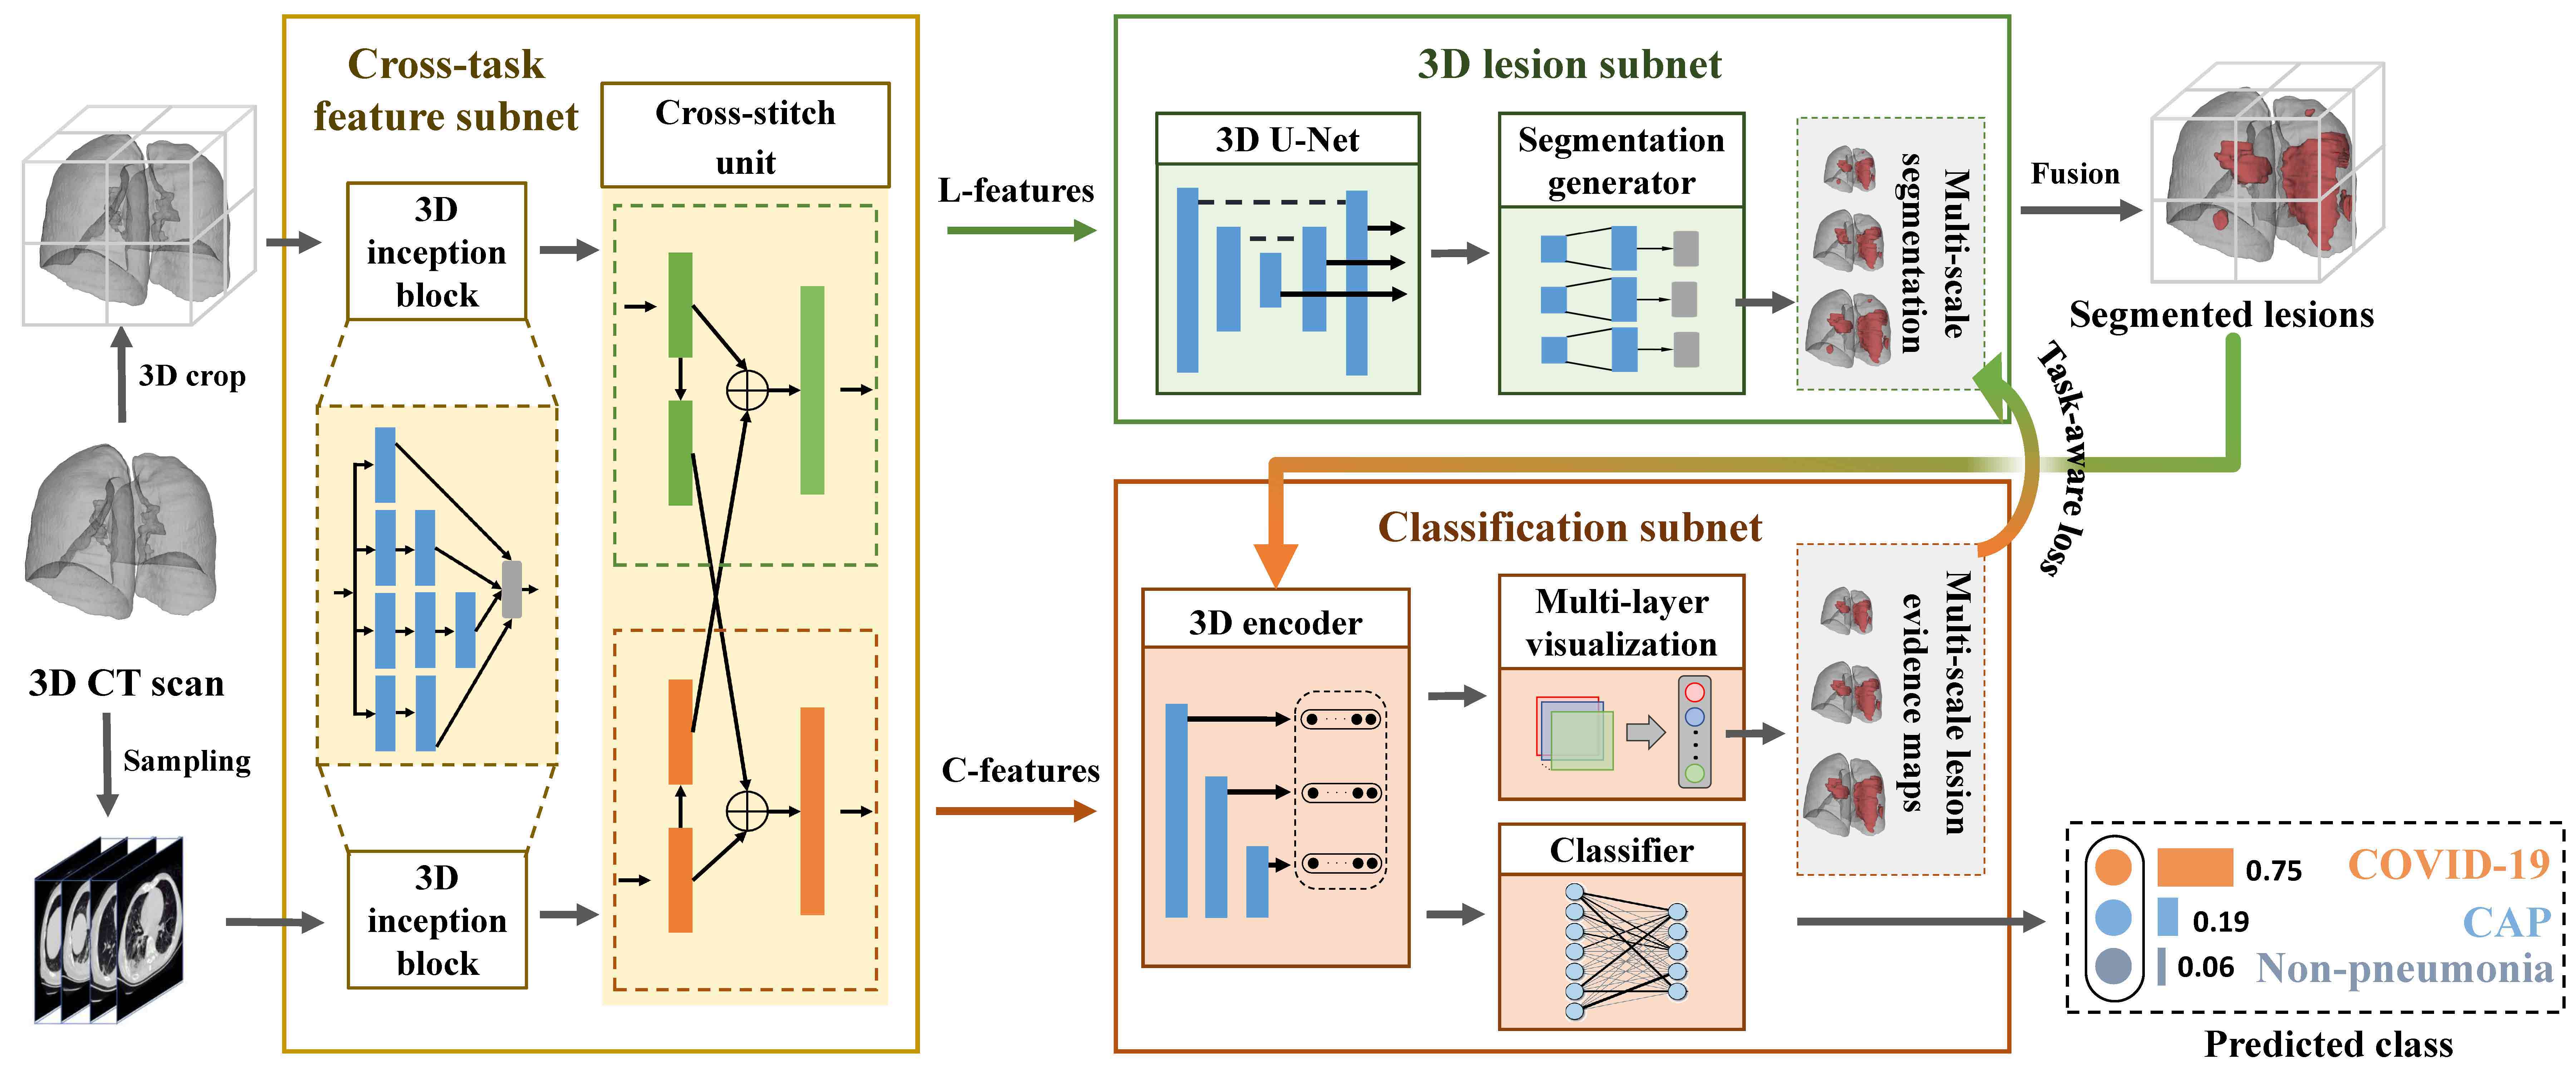 Cross-task
feature subnet
3D
inception
block
Cross-stitch
unit
3D crop
3D CT scan
Sampling
3D
inception
block
L-features
C-features
3D lesion subnet
3D U-Net
Segmentation
generator
Multi-scale
segmentation
Fusion
Segmented lesions
Task-aware loss
Classification subnet
3D encoder
Multi-layer
visualization
Multi-scale lesion
evidence maps
Classifier
0.75 COVID-19
0.19 CAP
0.06 Non-pneumonia
Predicted class